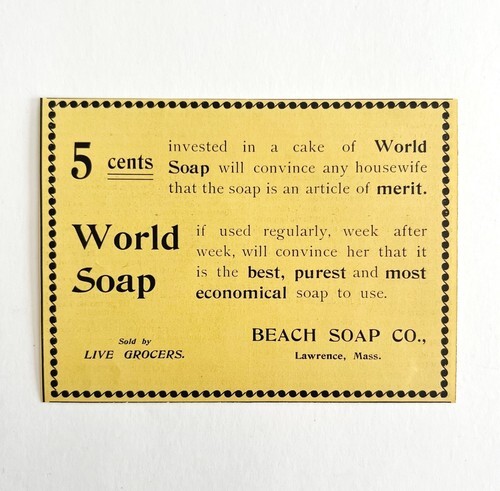 5 cents invested in a cake of World
Soap will convince any housewife
that the soap is an article of merit.
World Soap if used regularly, week after
week, will convince her that it
is the best, purest and most
economical soap to use.
Sold by
LIVE GROCERS.
BEACH SOAP CO.,
Lawrence, Mass.